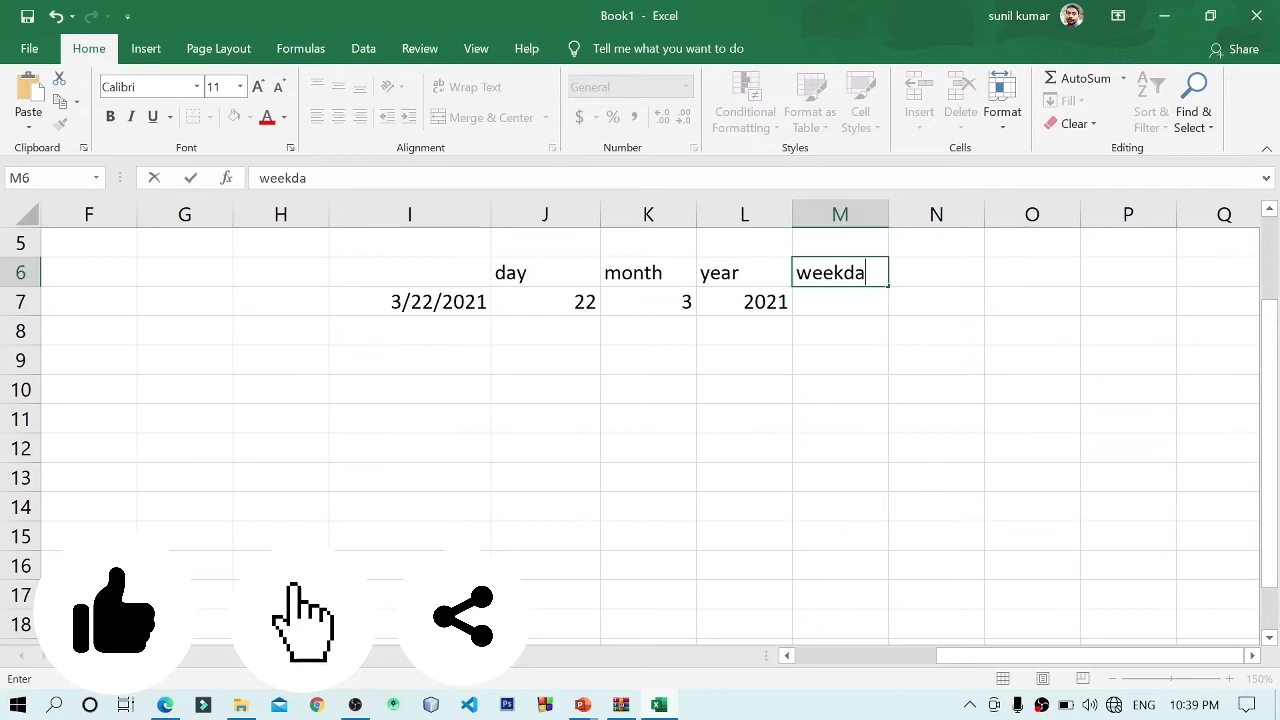 Book1 - Excel
sunil kumar
File Home Insert Page Layout Formulas Data Review View Help Tell me what you want to do Share
Paste
Clipboard
Calibri 11
B I U A
Font
ab Wrap Text
Merge & Center
Alignment
General
$ % ,
Number
Conditional Formatting
Format as Table
Cell Styles
Styles
Insert
Delete
Format
Cells
AutoSum
Fill
Clear
Sort & Filter
Find & Select
Editing
M6 fx weekda
F G H I J K L M N O P Q
5
6 day month year weekda
7 3/22/2021 22 3 2021
8
9
10
11
12
13
14
15
16
17
18
Enter 150%
ENG 10:39 PM